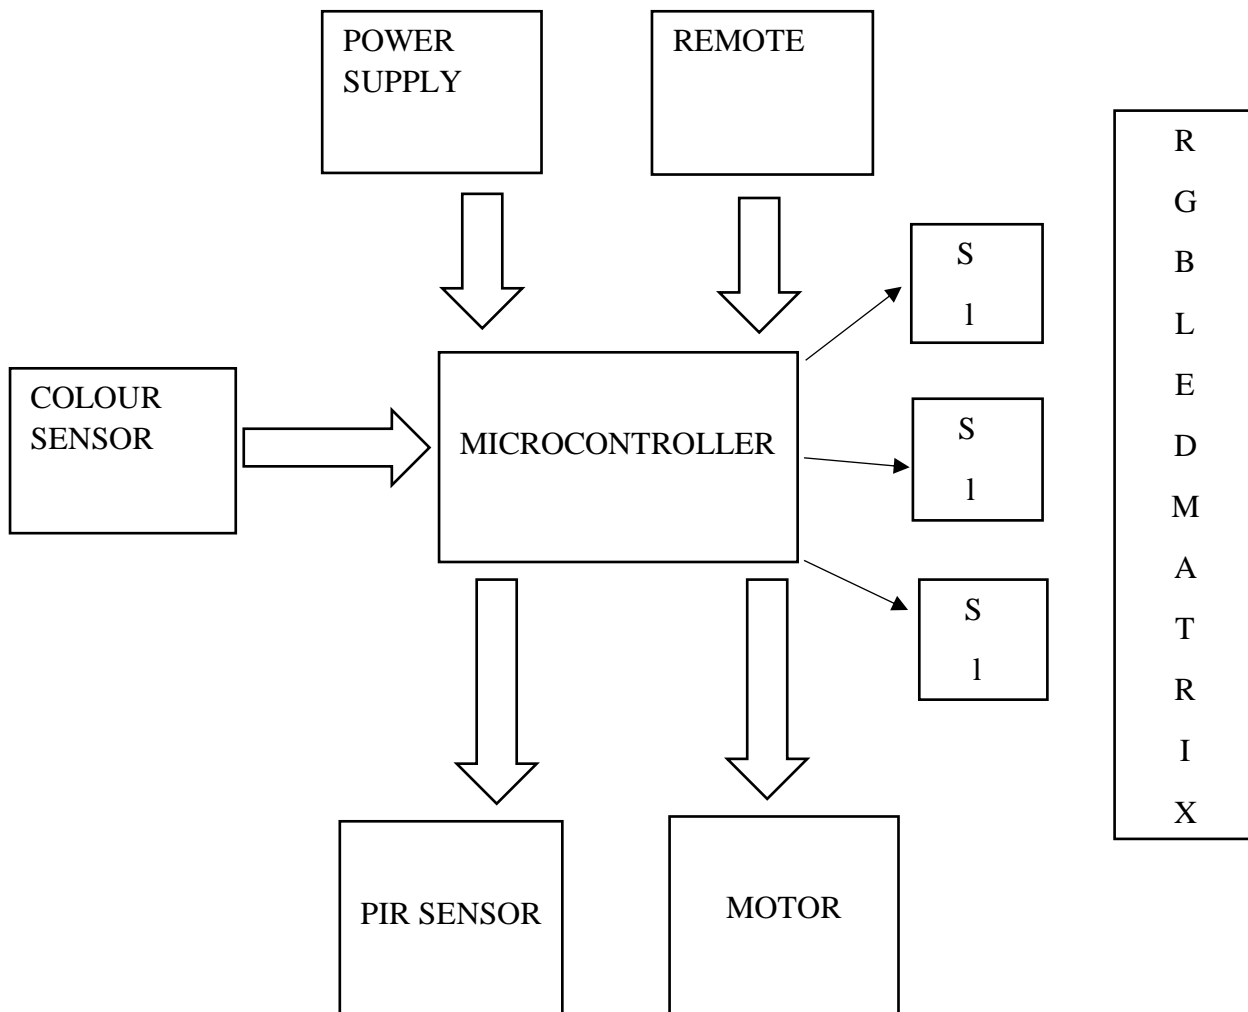 POWER
SUPPLY
REMOTE
R
G
B
L
E
D
M
A
T
R
I
X
S
l
COLOUR
SENSOR
MICROCONTROLLER
S
l
S
l
PIR SENSOR
MOTOR